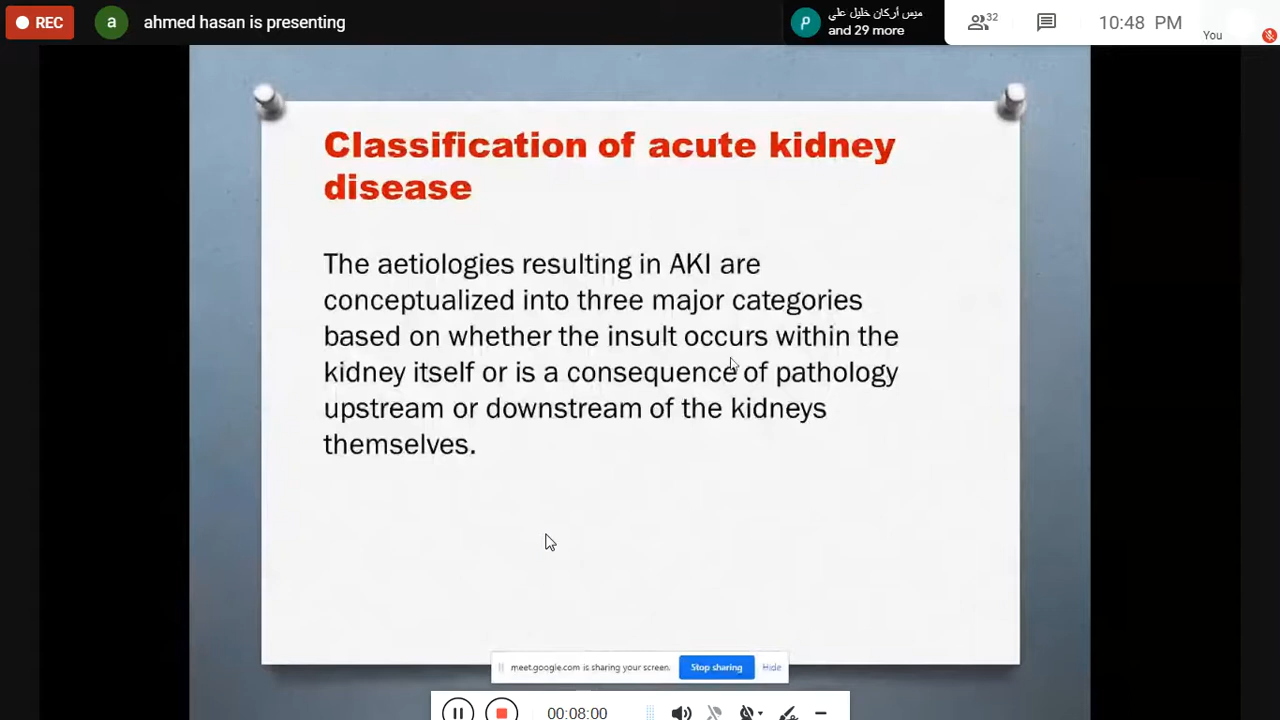 REC
a
ahmed hasan is presenting
م
ميس أركان خليل علي
and 29 more
32
10:48 PM
You
Classification of acute kidney
disease
The aetiologies resulting in AKI are
conceptualized into three major categories
based on whether the insult occurs within the
kidney itself or is a consequence of pathology
upstream or downstream of the kidneys
themselves.
meet.google.com is sharing your screen.
Stop sharing
Hide
00:08:00